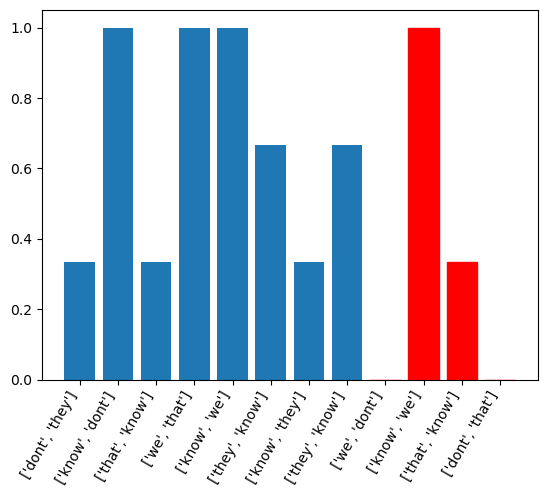 1.0
0.8
0.6
0.4
0.2
0.0
['dont', 'they']
['know', 'dont']
['that', 'know']
['we', 'that']
['know', 'we']
['they', 'know']
['know', 'they']
['they', 'know']
['we', 'dont']
['know', 'we']
['that', 'know']
['dont', 'that']